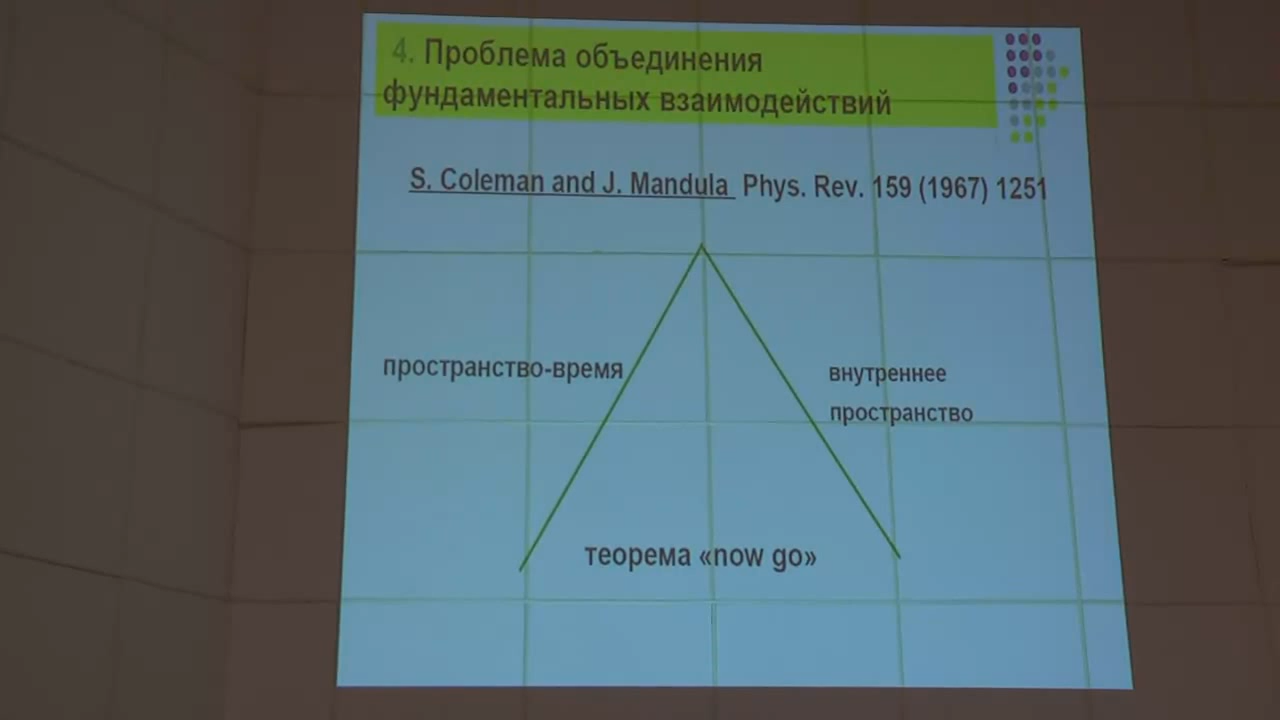 4. Проблема объединения
фундаментальных взаимодействий
S. Coleman and J. Mandula Phys. Rev. 159 (1967) 1251
пространство-время
внутреннее
пространство
теорема «now go»